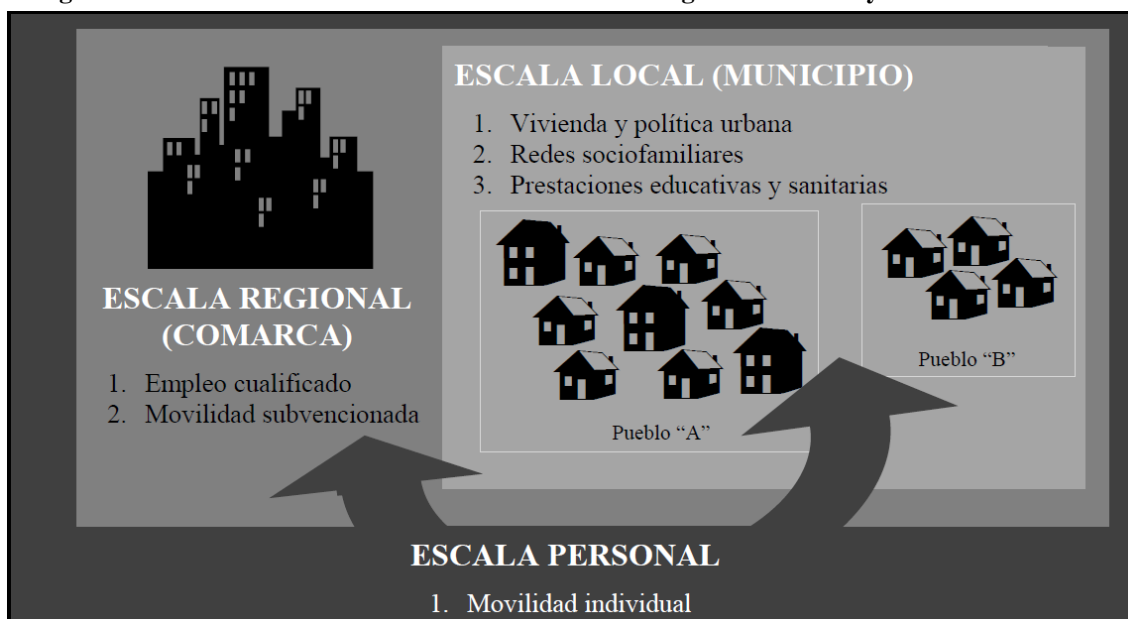 ESCALA LOCAL (MUNICIPIO)
1. Vivienda y política urbana
2. Redes sociofamiliares
3. Prestaciones educativas y sanitarias
Pueblo “A”
Pueblo “B”
ESCALA REGIONAL
(COMARCA)
1. Empleo cualificado
2. Movilidad subvencionada
ESCALA PERSONAL
1. Movilidad individual